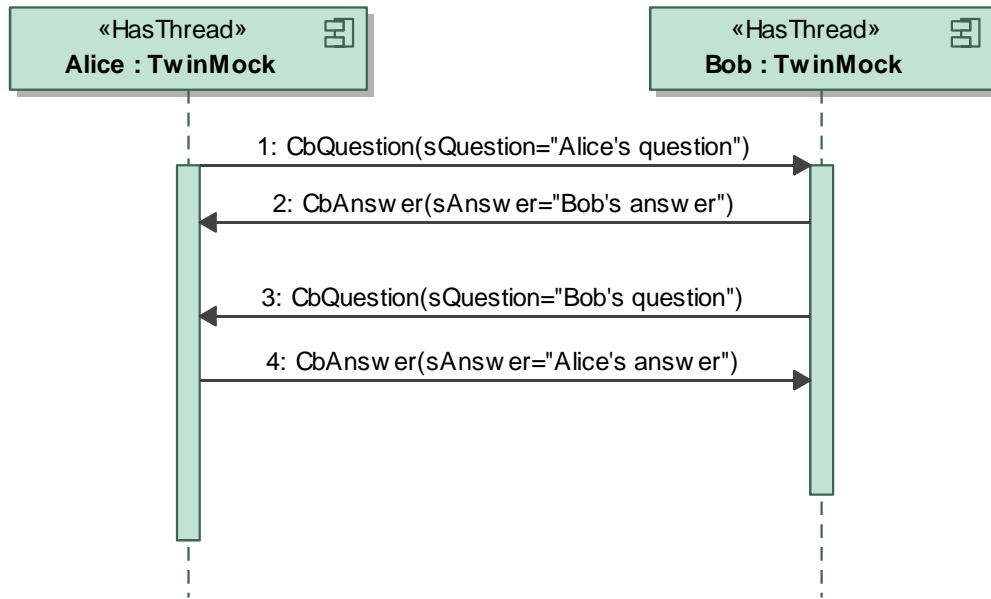 «HasThread»
Alice : TwinMock
«HasThread»
Bob : TwinMock
1: CbQuestion(sQuestion="Alice's question")
2: CbAnswer(sAnswer="Bob's answer")
3: CbQuestion(sQuestion="Bob's question")
4: CbAnswer(sAnswer="Alice's answer")